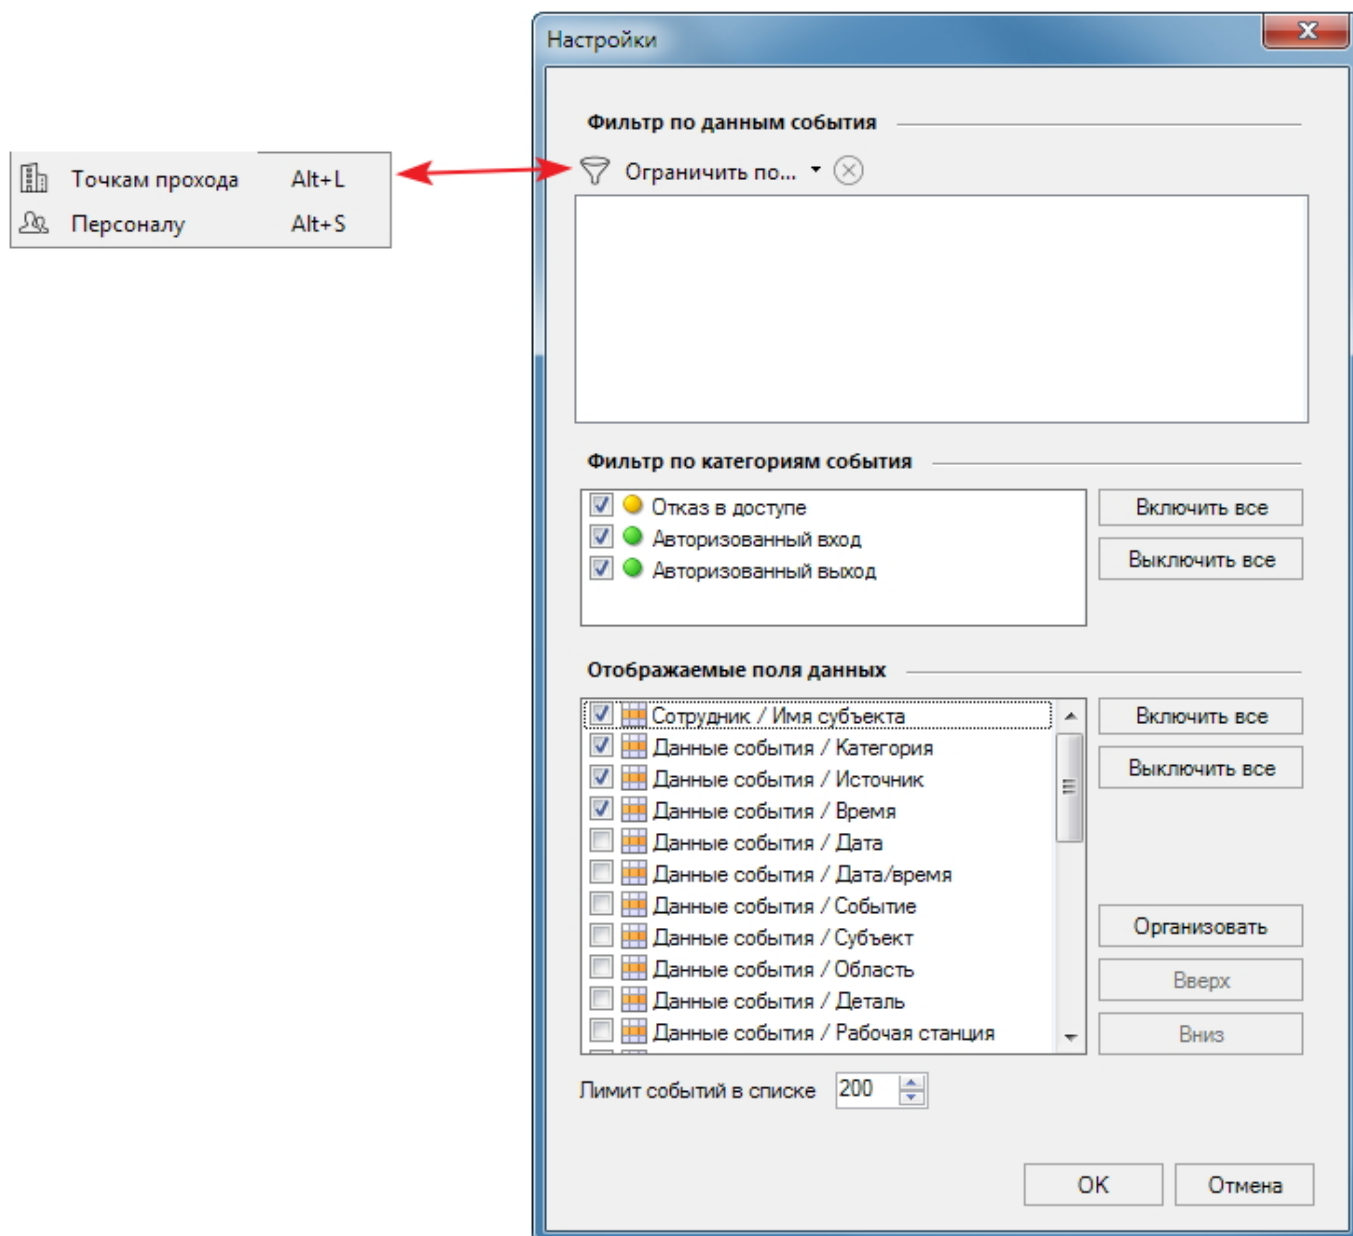 Настройки
Фильтр по данным события
Ограничить по...
Точкам прохода Alt+L
Персоналу Alt+S
Фильтр по категориям события
Отказ в доступе
Авторизованный вход
Авторизованный выход
Включить все
Выключить все
Отображаемые поля данных
Сотрудник / Имя субъекта
Данные события / Категория
Данные события / Источник
Данные события / Время
Данные события / Дата
Данные события / Дата/время
Данные события / Событие
Данные события / Субъект
Данные события / Область
Данные события / Деталь
Данные события / Рабочая станция
Включить все
Выключить все
Организовать
Вверх
Вниз
Лимит событий в списке 200
OK Отмена